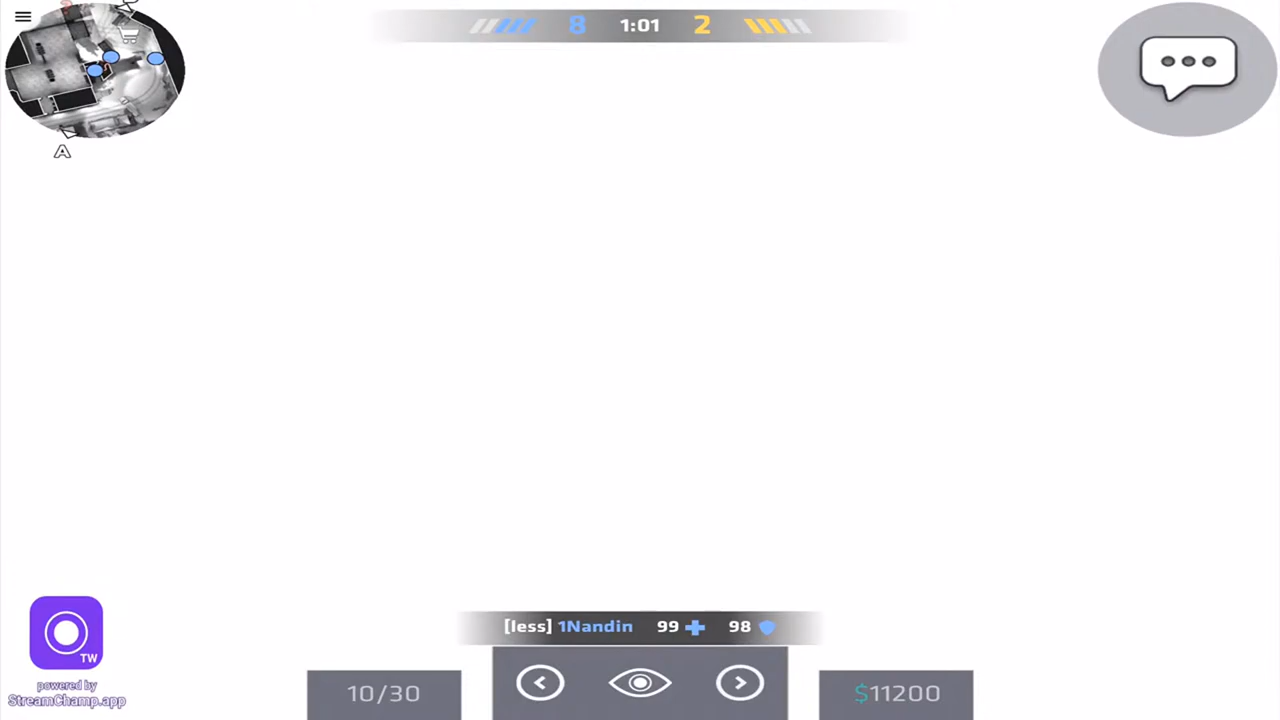 8 1:01 2
A
[less] 1Nandin 99 98
TW
powered by
StreamChamp.app
10/30
$11200